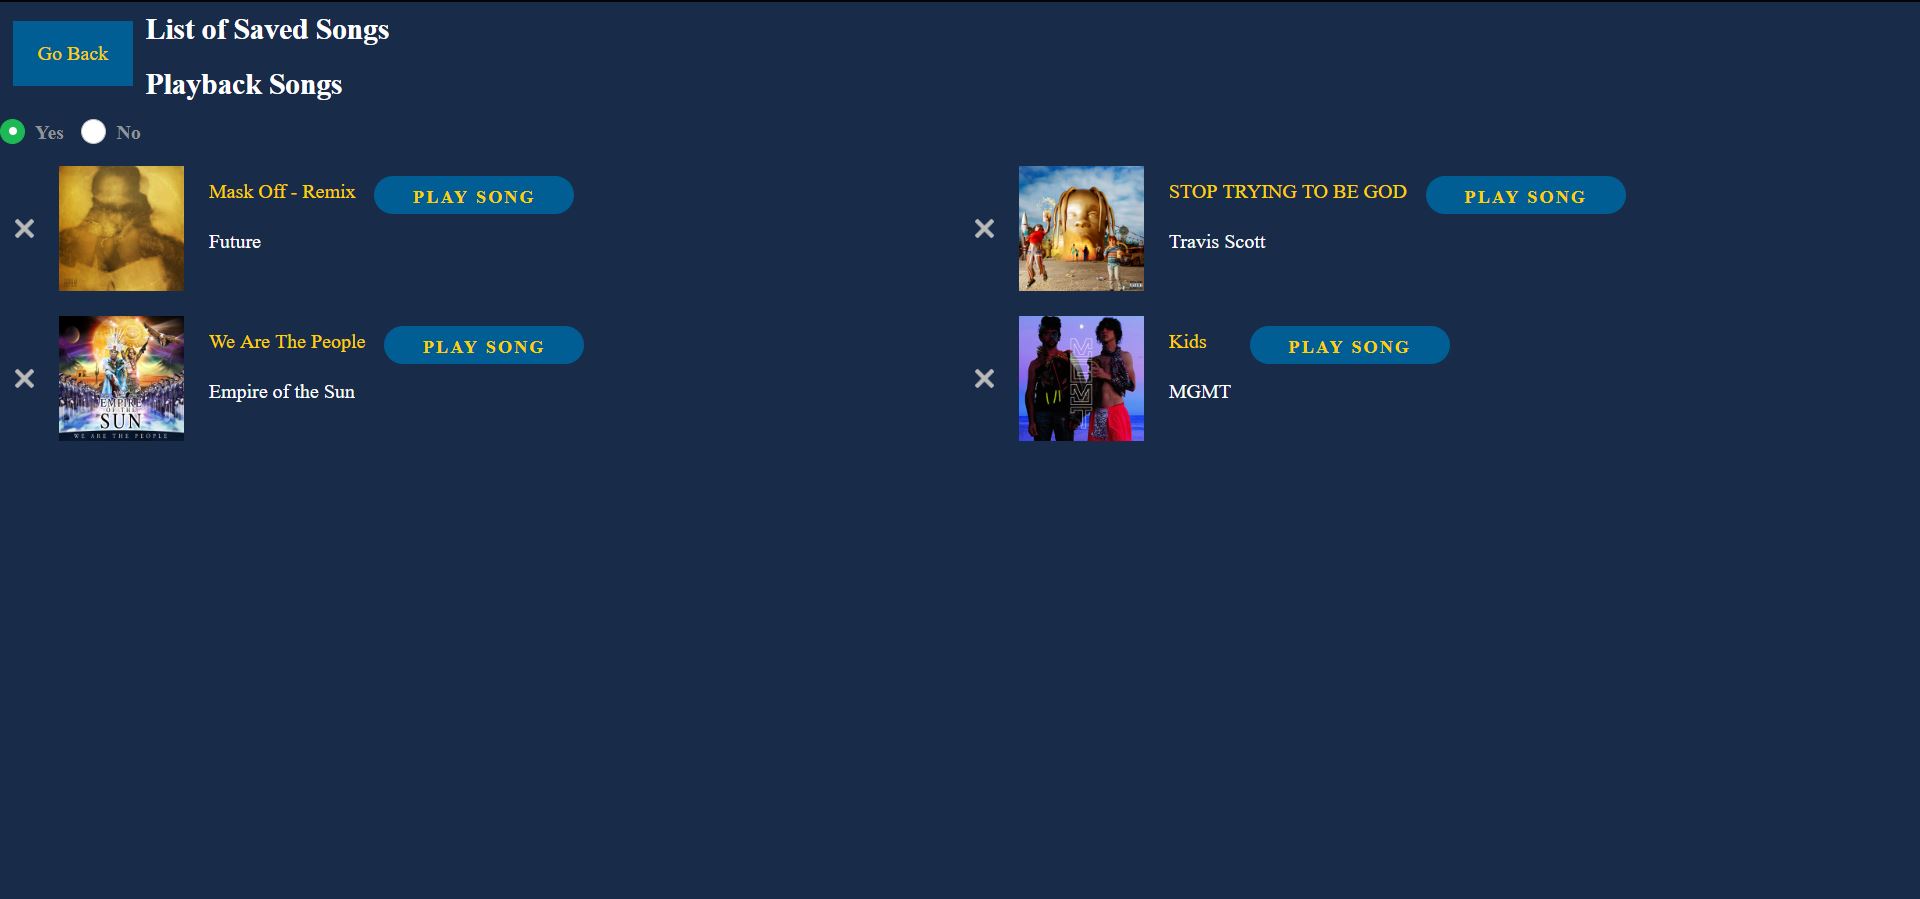 Go Back
List of Saved Songs
Playback Songs
Yes
No
Mask Off - Remix
PLAY SONG
Future
STOP TRYING TO BE GOD
PLAY SONG
Travis Scott
EMPIRE
OF THE
SUN
WE ARE THE PEOPLE
We Are The People
PLAY SONG
Empire of the Sun
MGMT
Kids
PLAY SONG
MGMT